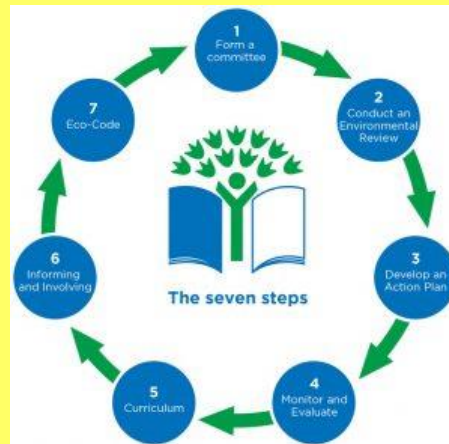 1
Form a
committee
2
Conduct an
Environmental
Review
3
Develop an
Action Plan
4
Monitor and
Evaluate
5
Curriculum
6
Informing
and Involving
7
Eco-Code
The seven steps